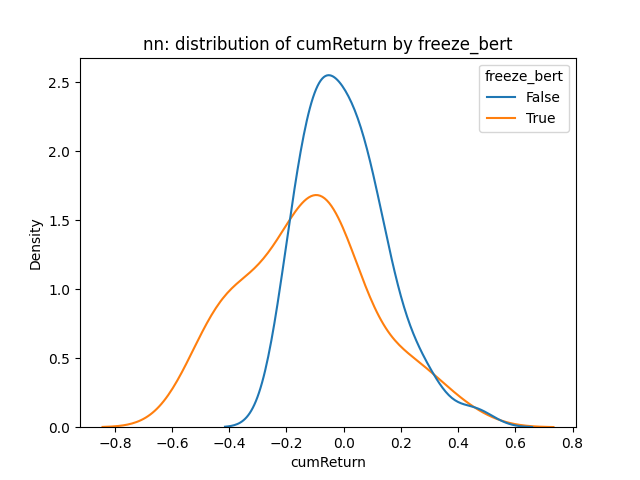 nn: distribution of cumReturn by freeze_bert
freeze_bert
False
True
2.5
2.0
1.5
1.0
0.5
0.0
Density
−0.8 −0.6 −0.4 −0.2 0.0 0.2 0.4 0.6 0.8
cumReturn